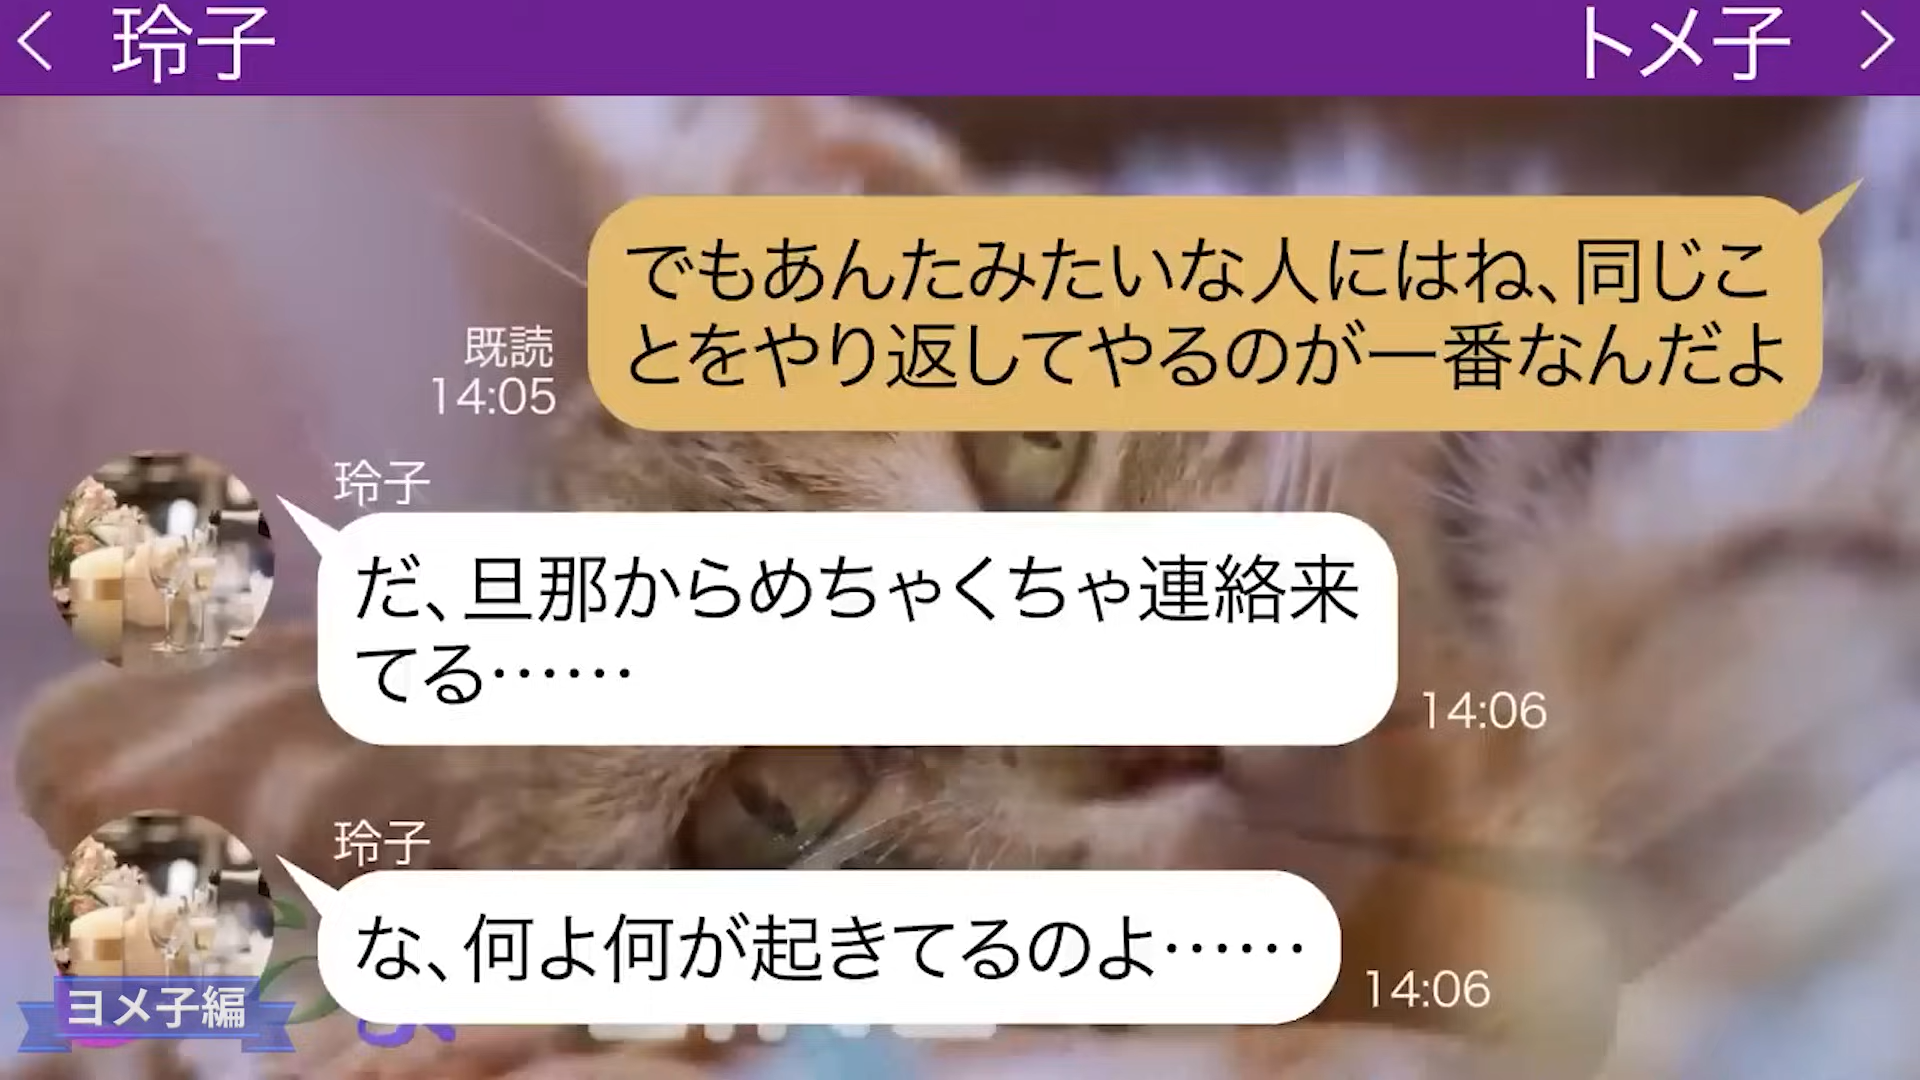 玲子
トメ子
でもあんたみたいな人にはね、同じこ
とをやり返してやるのが一番なんだよ
既読
14:05
玲子
だ、旦那からめちゃくちゃ連絡来
てる……
14:06
玲子
な、何よ何が起きてるのよ……
14:06
ヨメ子編